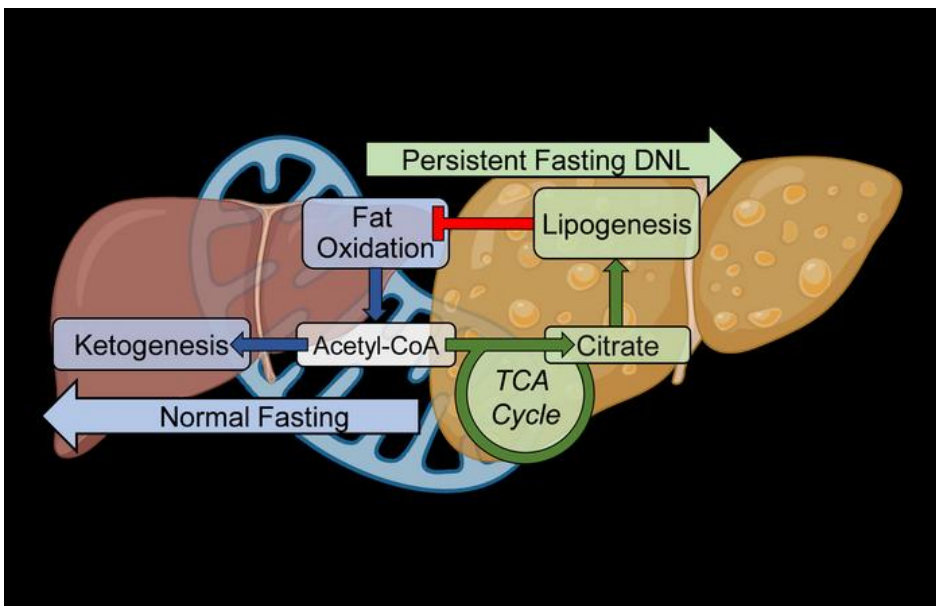 Persistent Fasting DNL
Fat
Oxidation
Lipogenesis
Ketogenesis
Acetyl-CoA
Citrate
TCA
Cycle
Normal Fasting